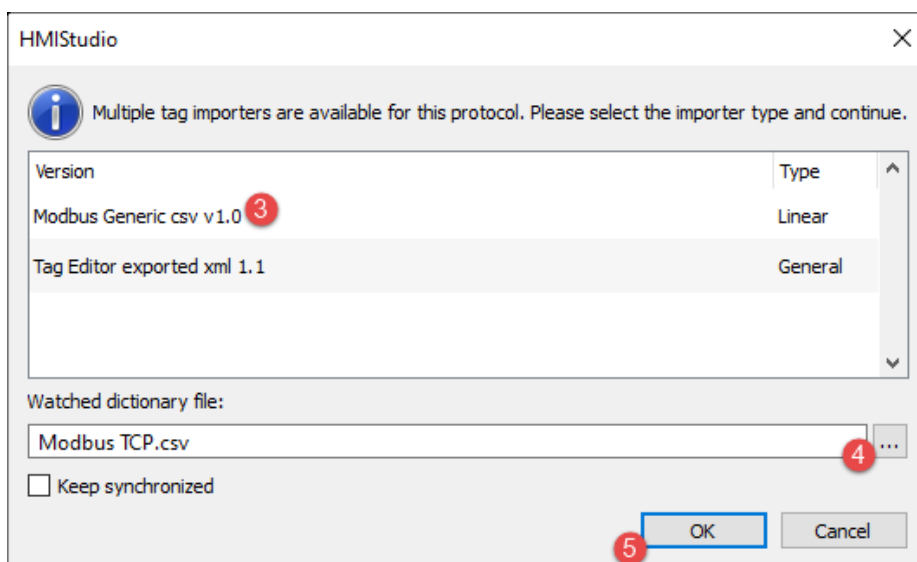 HMIStudio
Multiple tag importers are available for this protocol. Please select the importer type and continue.
Version Type
Modbus Generic csv v1.0 3 Linear
Tag Editor exported xml 1.1 General
Watched dictionary file:
Modbus TCP.csv ...
4
Keep synchronized
5 OK Cancel